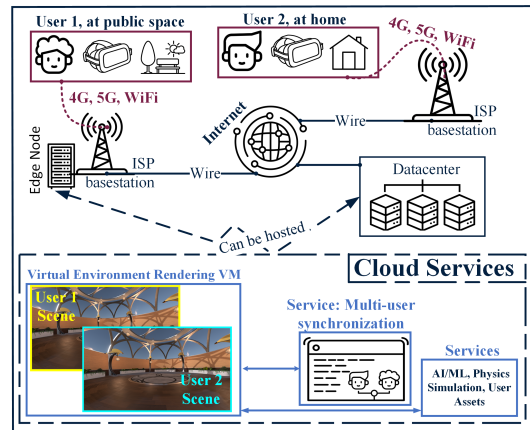 User 1, at public space
User 2, at home
4G, 5G, WiFi
4G, 5G, WiFi
Internet
Edge Node
ISP
basestation
Wire
Wire
ISP
basestation
Datacenter
Can be hosted .
Cloud Services
Virtual Environment Rendering VM
User 1
Scene
User 2
Scene
Service: Multi-user
synchronization
Services
AI/ML, Physics
Simulation, User
Assets